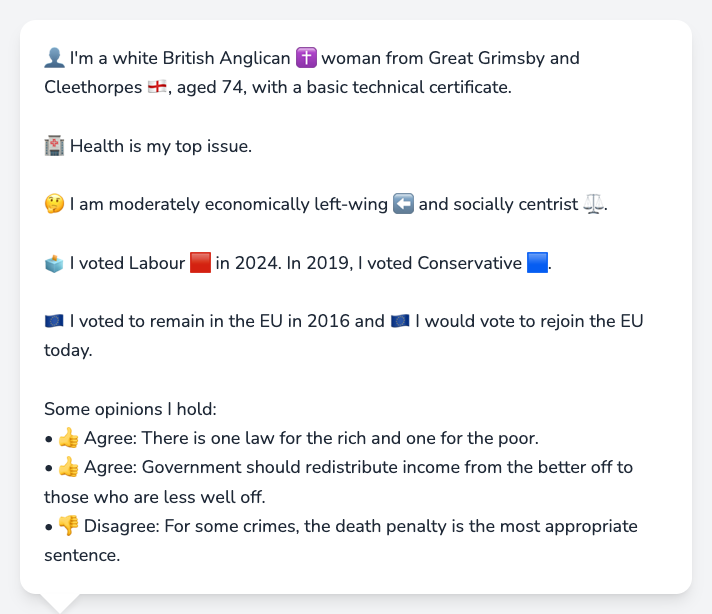 👤 I'm a white British Anglican ✝️ woman from Great Grimsby and
Cleethorpes 🏴󠁧󠁢󠁥󠁮󠁧󠁿, aged 74, with a basic technical certificate.
🏥 Health is my top issue.
🤔 I am moderately economically left-wing ⬅️ and socially centrist ⚖️.
🗳️ I voted Labour 🟥 in 2024. In 2019, I voted Conservative 🟦.
🇪🇺 I voted to remain in the EU in 2016 and 🇪🇺 I would vote to rejoin the EU
today.
Some opinions I hold:
• 👍 Agree: There is one law for the rich and one for the poor.
• 👍 Agree: Government should redistribute income from the better off to
those who are less well off.
• 👎 Disagree: For some crimes, the death penalty is the most appropriate
sentence.